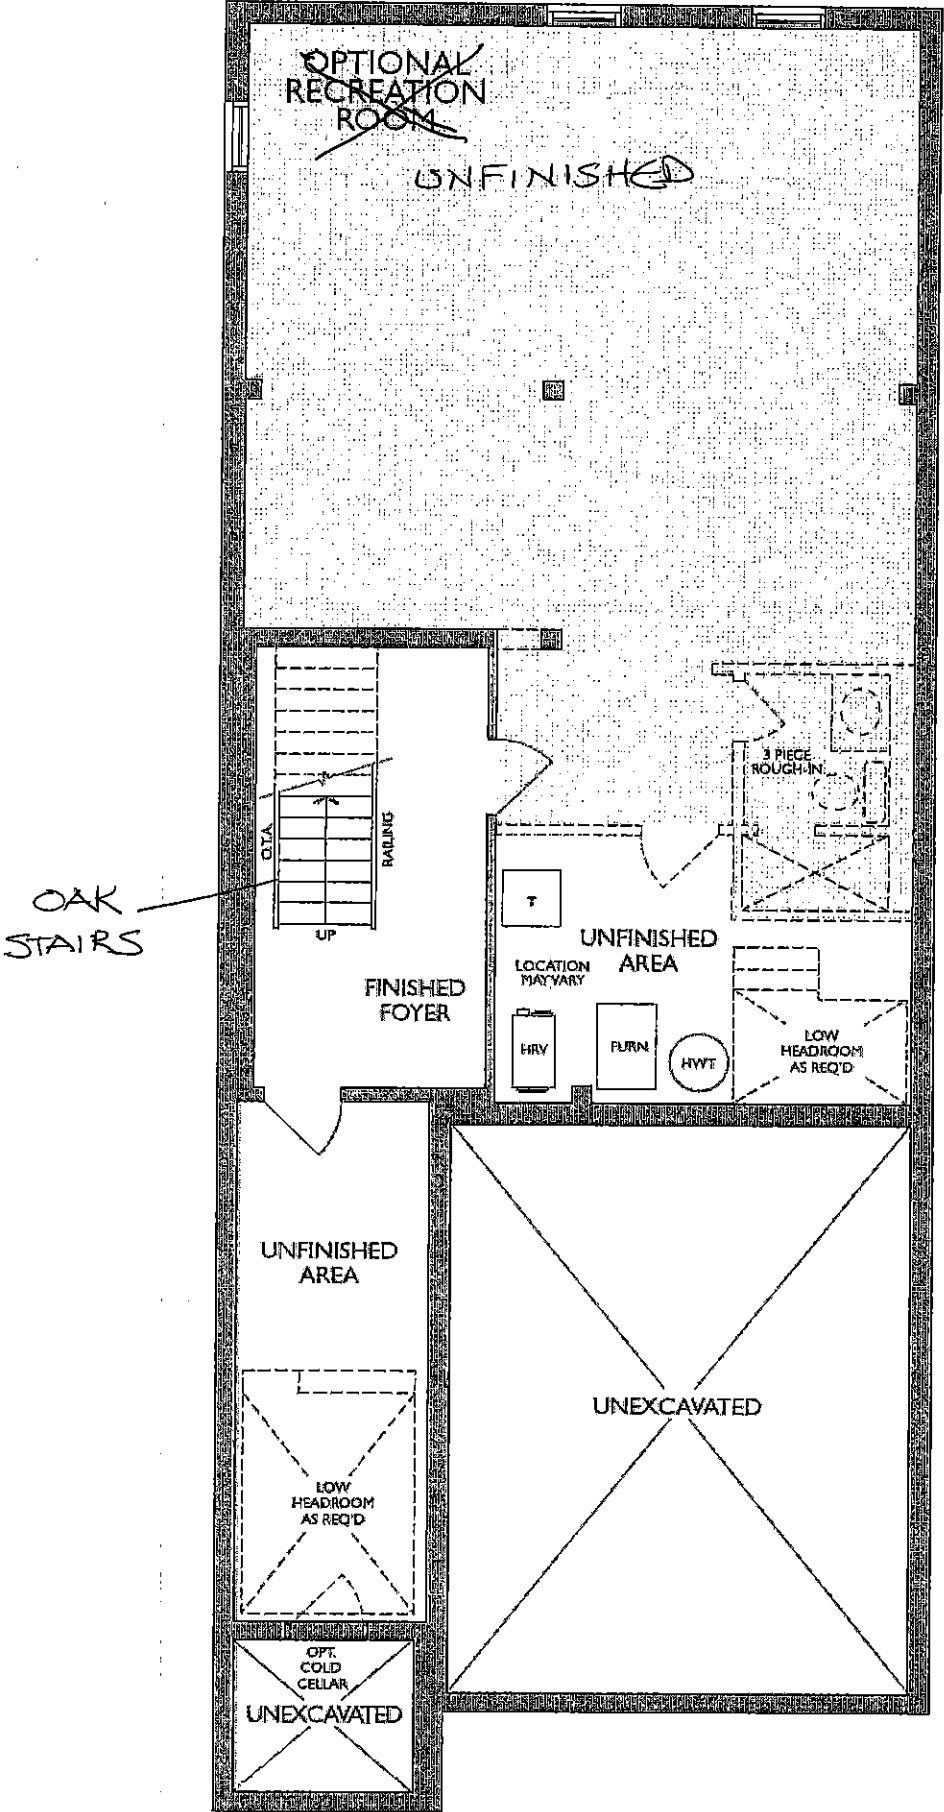 OPTIONAL
RECREATION
ROOM
UNFINISHED
3 PIECE
ROUGH-IN
O.T.A.
RAILING
OAK
STAIRS
UP
T
UNFINISHED
AREA
LOCATION
MAY VARY
FINISHED
FOYER
HRV
FURN
HWT
LOW
HEADROOM
AS REQ'D
UNFINISHED
AREA
UNEXCAVATED
LOW
HEADROOM
AS REQ'D
OPT.
COLD
CELLAR
UNEXCAVATED